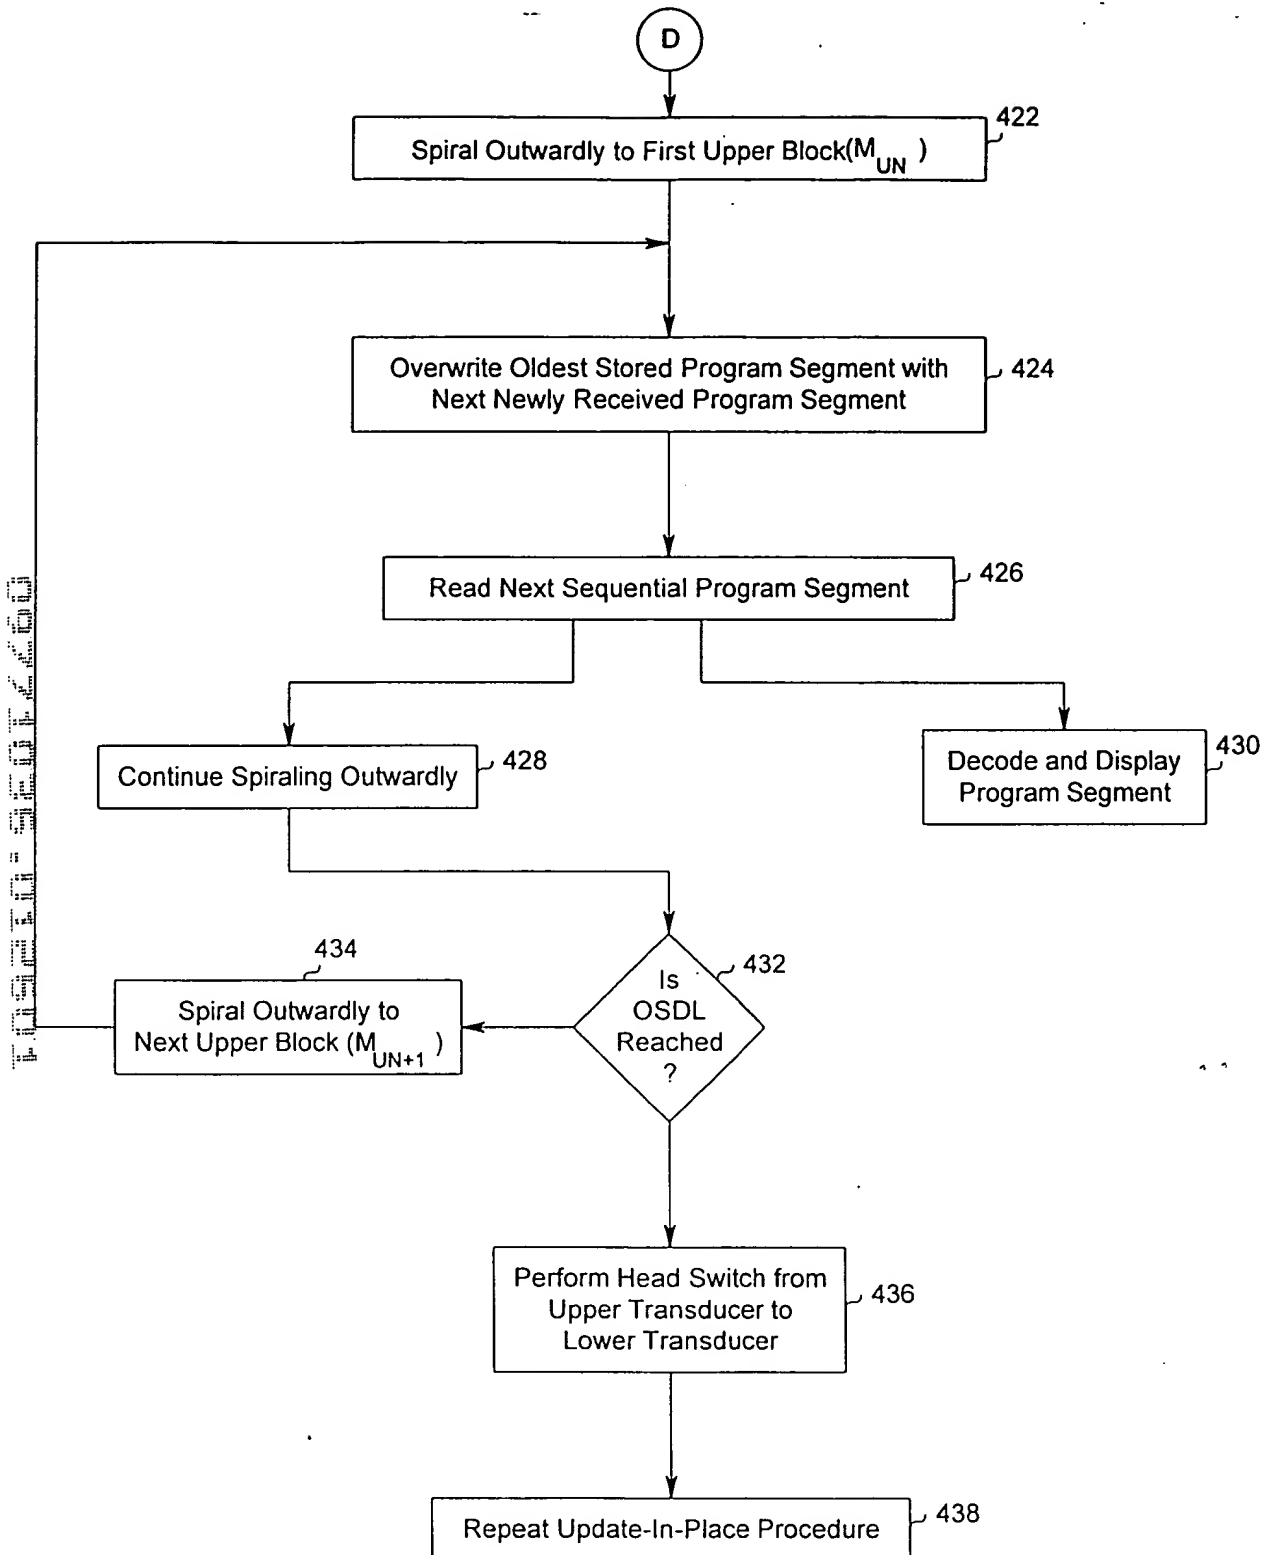 D
422
Spiral Outwardly to First Upper Block(M UN )
Overwrite Oldest Stored Program Segment with
Next Newly Received Program Segment
424
Read Next Sequential Program Segment
426
Continue Spiraling Outwardly
428
Decode and Display
Program Segment
430
Is
OSDL
Reached
?
432
434
Spiral Outwardly to
Next Upper Block (M UN+1 )
Perform Head Switch from
Upper Transducer to
Lower Transducer
436
Repeat Update-In-Place Procedure
438